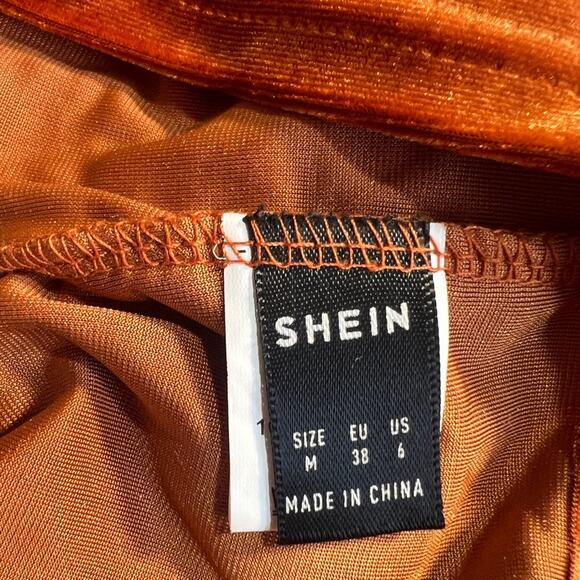 SHEIN
SIZE EU US
M 38 6
MADE IN CHINA